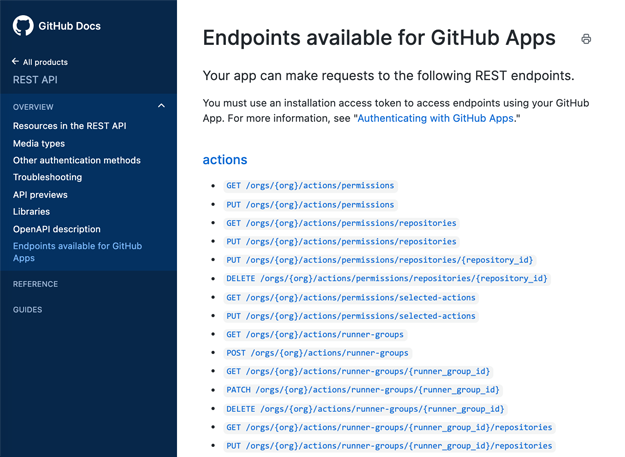 GitHub Docs
All products
REST API
OVERVIEW
Resources in the REST API
Media types
Other authentication methods
Troubleshooting
API previews
Libraries
OpenAPI description
Endpoints available for GitHub
Apps
REFERENCE
GUIDES
Endpoints available for GitHub Apps
Your app can make requests to the following REST endpoints.
You must use an installation access token to access endpoints using your GitHub
App. For more information, see "Authenticating with GitHub Apps."
actions
GET /orgs/{org}/actions/permissions
PUT /orgs/{org}/actions/permissions
GET /orgs/{org}/actions/permissions/repositories
PUT /orgs/{org}/actions/permissions/repositories
PUT /orgs/{org}/actions/permissions/repositories/{repository_id}
DELETE /orgs/{org}/actions/permissions/repositories/{repository_id}
GET /orgs/{org}/actions/permissions/selected-actions
PUT /orgs/{org}/actions/permissions/selected-actions
GET /orgs/{org}/actions/runner-groups
POST /orgs/{org}/actions/runner-groups
GET /orgs/{org}/actions/runner-groups/{runner_group_id}
PATCH /orgs/{org}/actions/runner-groups/{runner_group_id}
DELETE /orgs/{org}/actions/runner-groups/{runner_group_id}
GET /orgs/{org}/actions/runner-groups/{runner_group_id}/repositories
PUT /orgs/{org}/actions/runner-groups/{runner_group_id}/repositories